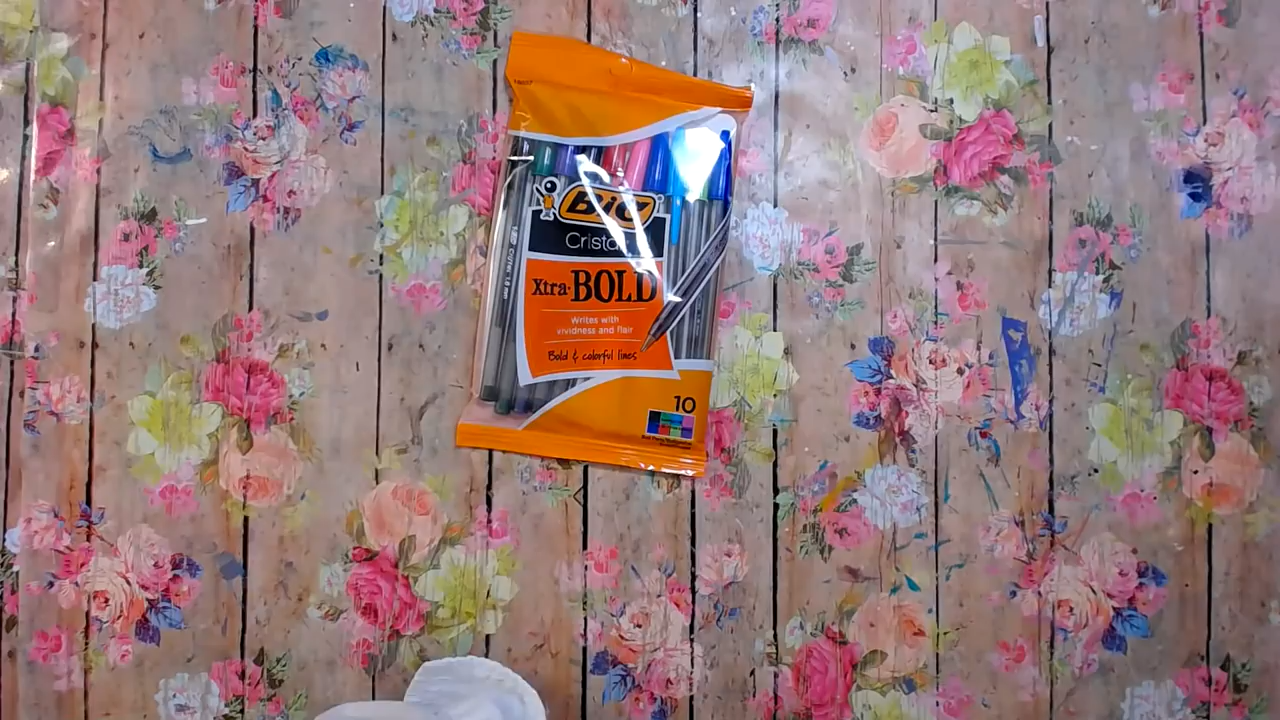 BIC
Cristal
Xtra-BOLD
Writes with
vividness and flair
Bold & colorful lines
10